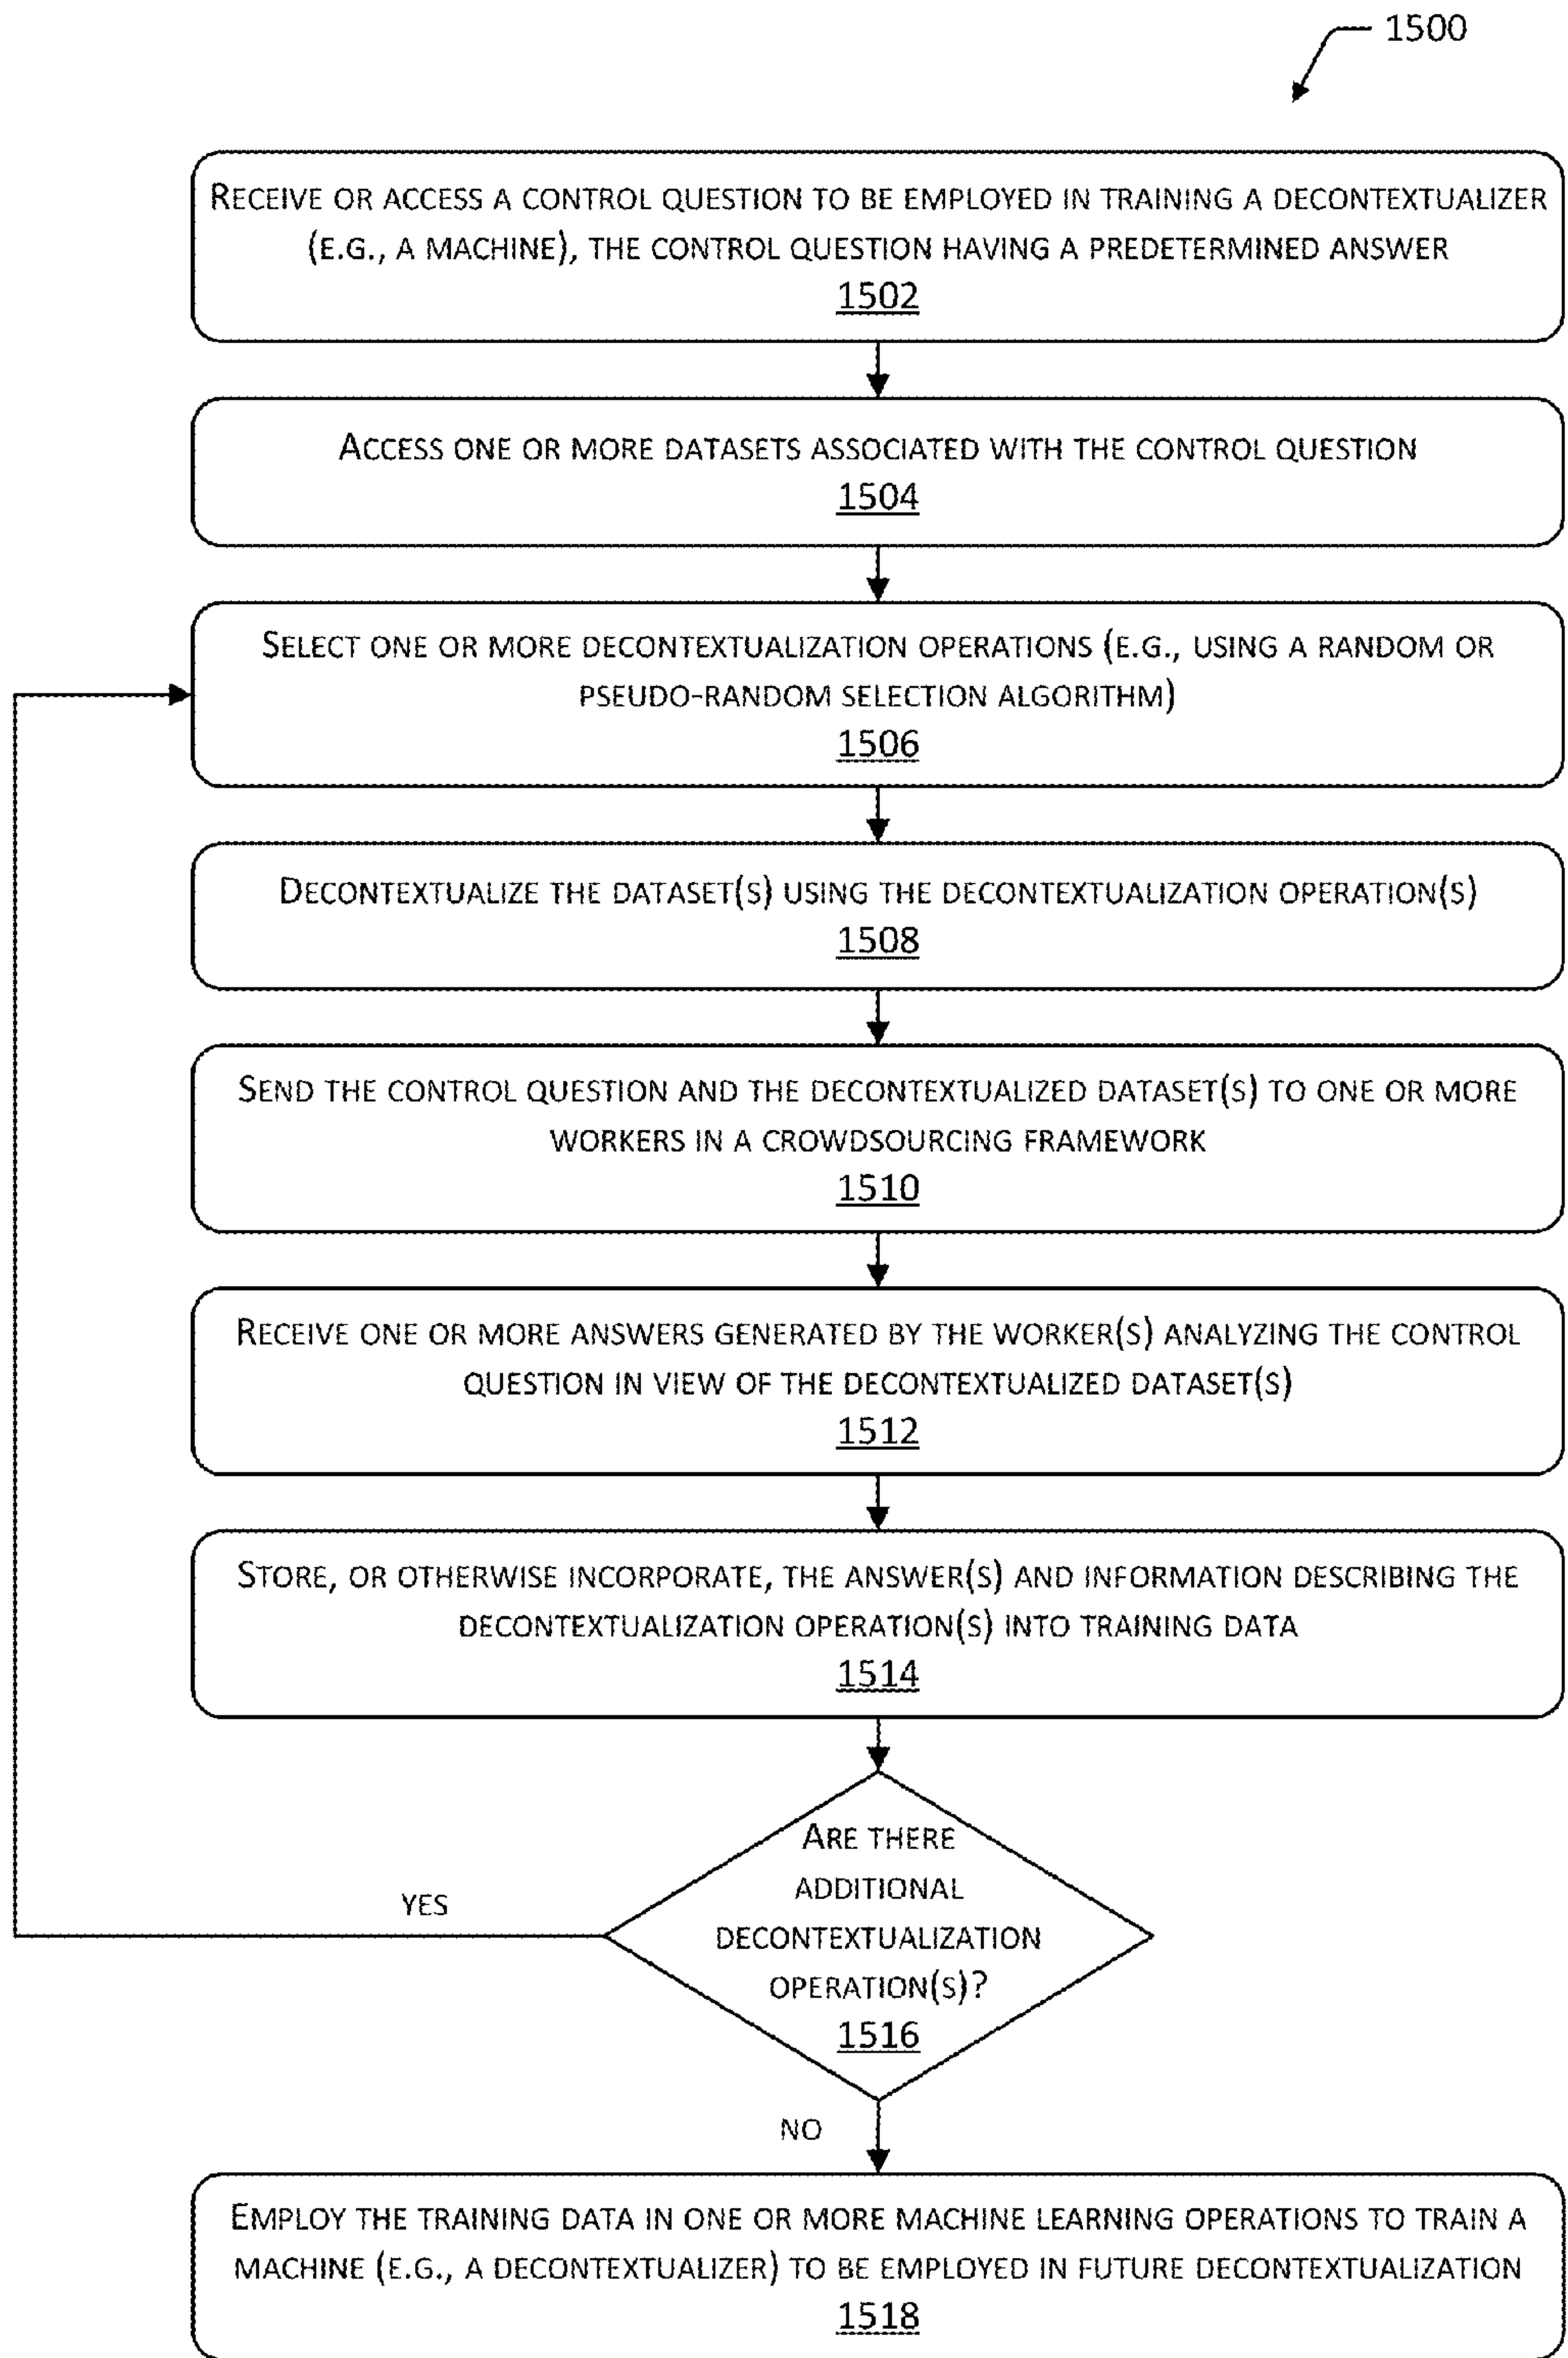 1500
RECEIVE OR ACCESS A CONTROL QUESTION TO BE EMPLOYED IN TRAINING A DECONTEXTUALIZER
(E.G., A MACHINE), THE CONTROL QUESTION HAVING A PREDETERMINED ANSWER
1502
ACCESS ONE OR MORE DATASETS ASSOCIATED WITH THE CONTROL QUESTION
1504
SELECT ONE OR MORE DECONTEXTUALIZATION OPERATIONS (E.G., USING A RANDOM OR
PSEUDO-RANDOM SELECTION ALGORITHM)
1506
DECONTEXTUALIZE THE DATASET(S) USING THE DECONTEXTUALIZATION OPERATION(S)
1508
SEND THE CONTROL QUESTION AND THE DECONTEXTUALIZED DATASET(S) TO ONE OR MORE
WORKERS IN A CROWDSOURCING FRAMEWORK
1510
RECEIVE ONE OR MORE ANSWERS GENERATED BY THE WORKER(S) ANALYZING THE CONTROL
QUESTION IN VIEW OF THE DECONTEXTUALIZED DATASET(S)
1512
STORE, OR OTHERWISE INCORPORATE, THE ANSWER(S) AND INFORMATION DESCRIBING THE
DECONTEXTUALIZATION OPERATION(S) INTO TRAINING DATA
1514
ARE THERE
ADDITIONAL
YES
DECONTEXTUALIZATION
OPERATION(S)?
1516
NO
EMPLOY THE TRAINING DATA IN ONE OR MORE MACHINE LEARNING OPERATIONS TO TRAIN A
MACHINE (E.G., A DECONTEXTUALIZER) TO BE EMPLOYED IN FUTURE DECONTEXTUALIZATION
1518